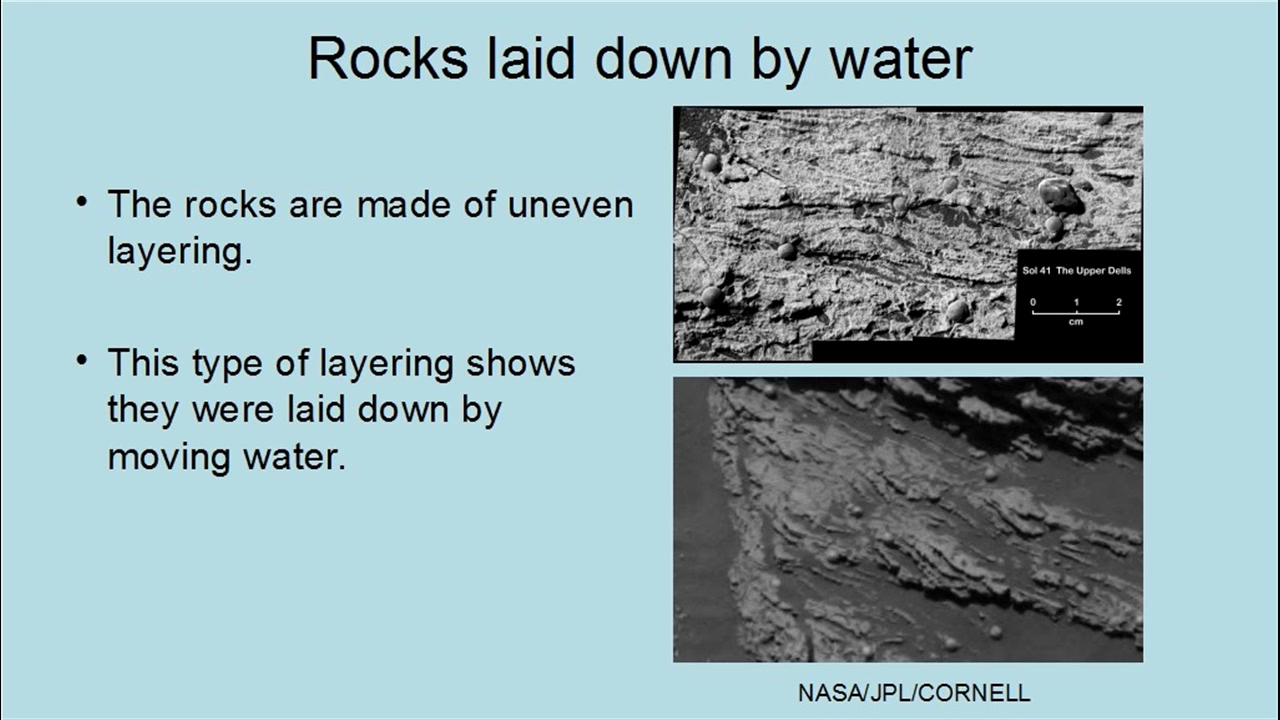 Rocks laid down by water
• The rocks are made of uneven
layering.
• This type of layering shows
they were laid down by
moving water.
Sol 41 The Upper Dells
0 1 2
cm
NASA/JPL/CORNELL